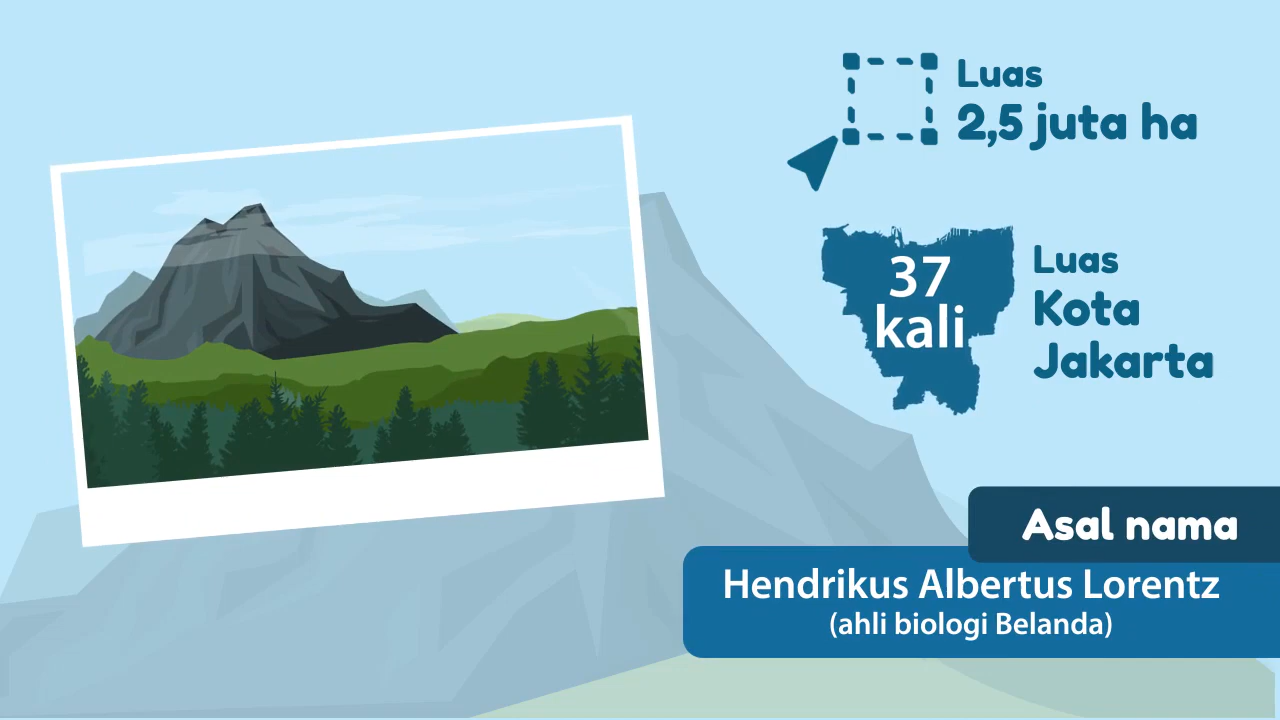 Luas
2,5 juta ha
37
kali
Luas
Kota
Jakarta
Asal nama
Hendrikus Albertus Lorentz
(ahli biologi Belanda)